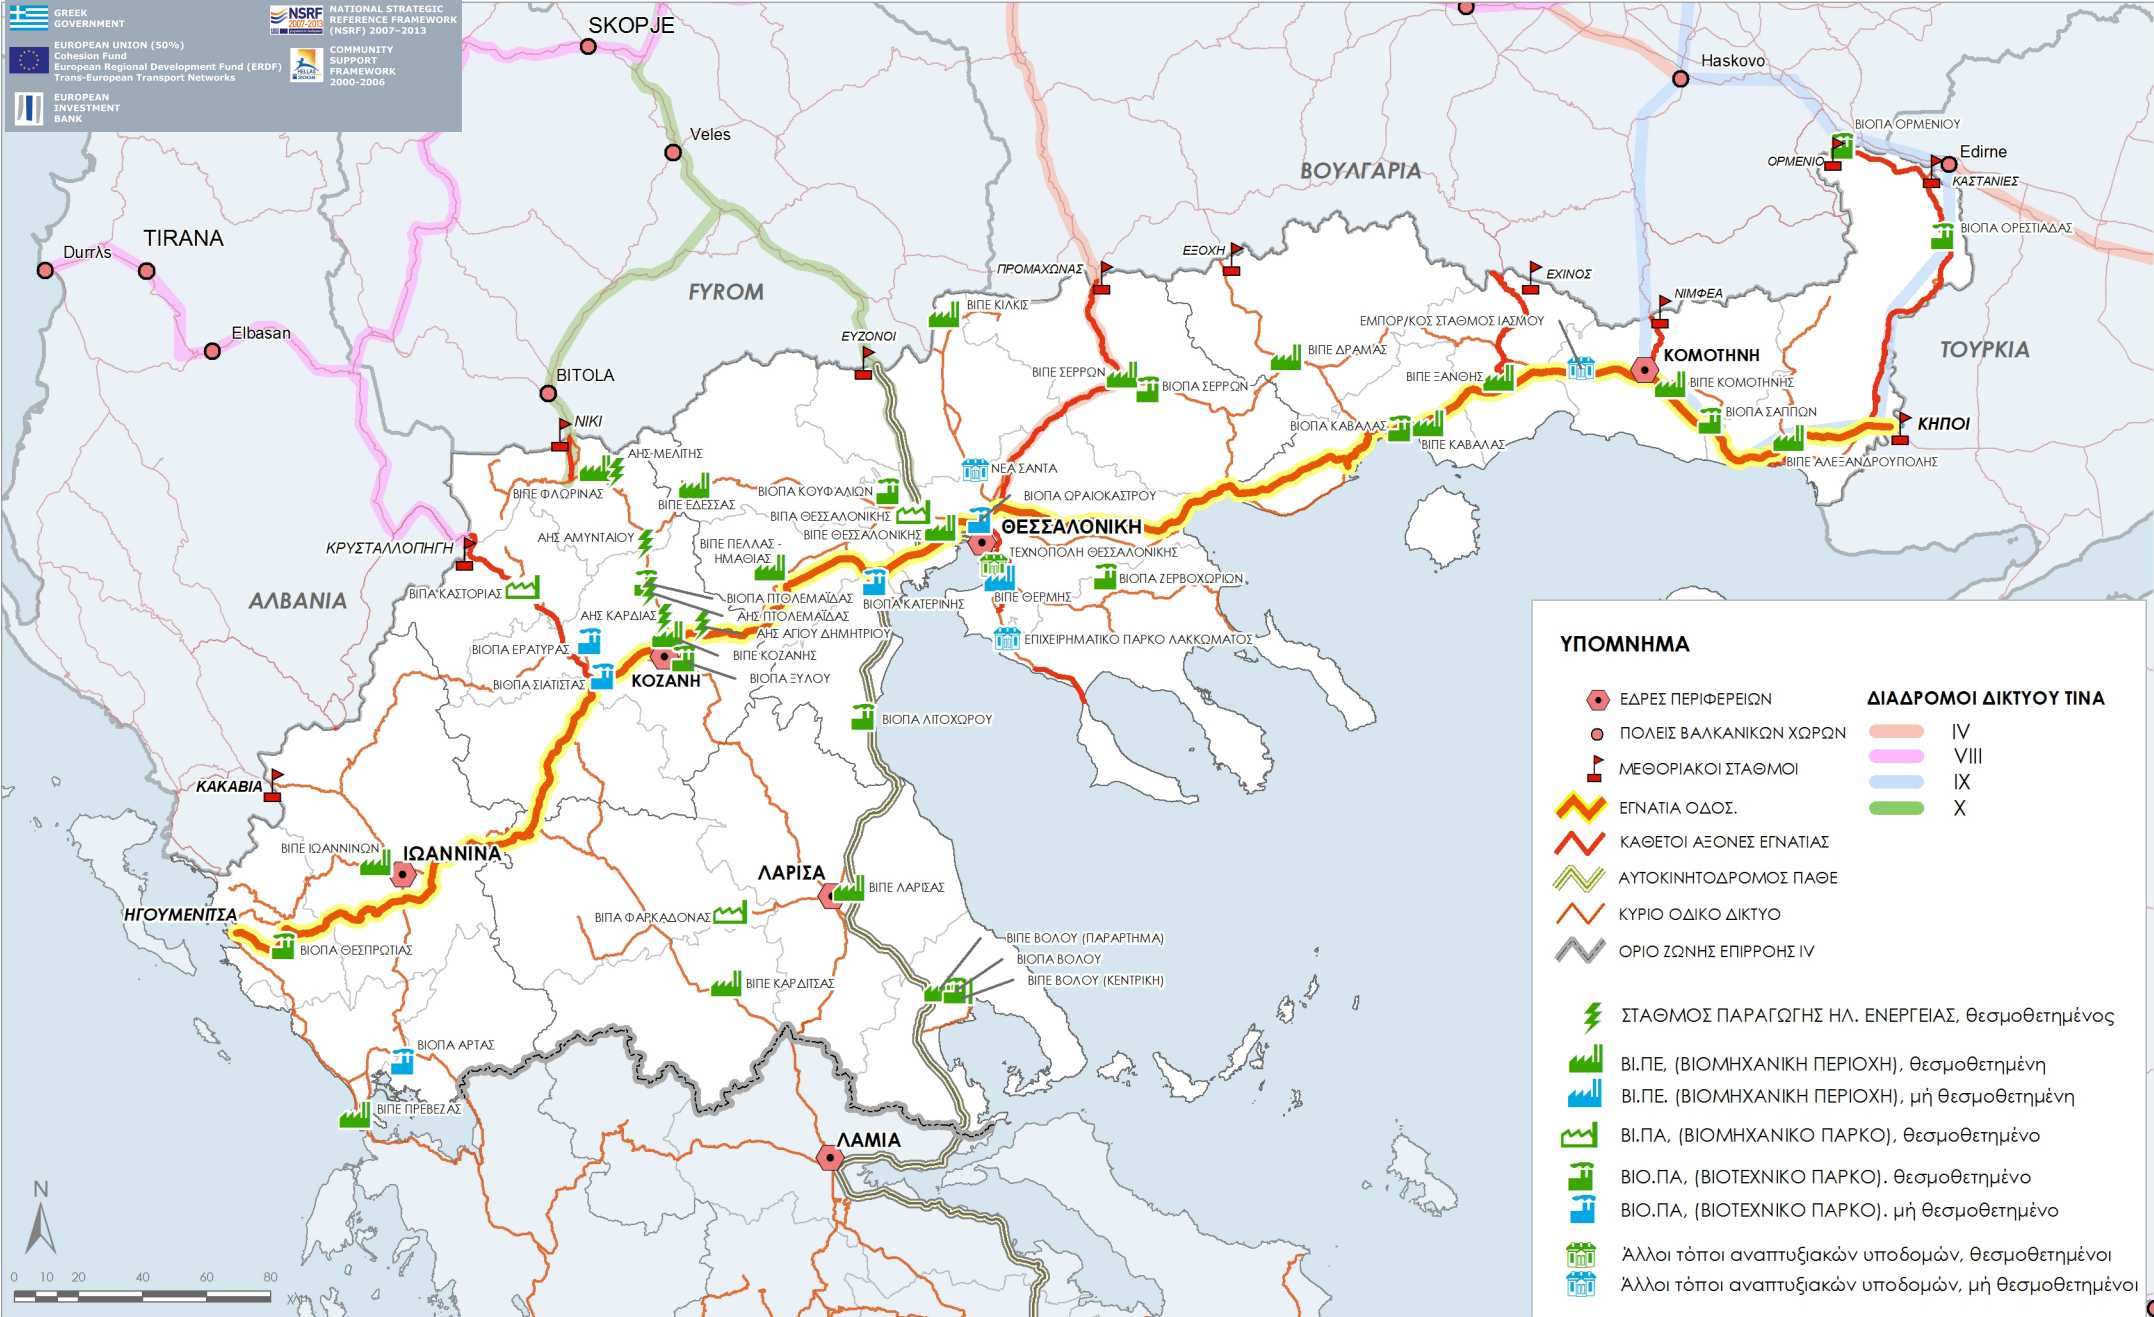 GREEK
GOVERNMENT
EUROPEAN UNION (50%)
Cohesion Fund
European Regional Development Fund (ERDF)
Trans-European Transport Networks
EUROPEAN
INVESTMENT
BANK
NSRF
2007-2013
NATIONAL STRATEGIC
REFERENCE FRAMEWORK
(NSRF) 2007-2013
HELLAS
2008
COMMUNITY
SUPPORT
FRAMEWORK
2000-2006
SKOPJE
Veles
Haskovo
ΒΙΟΠΑ ΟΡΜΕΝΙΟΥ
ΟΡΜΕΝΙΟ
Edirne
ΚΑΣΤΑΝΙΕΣ
ΒΟΥΛΓΑΡΙΑ
ΒΙΟΠΑ ΟΡΕΣΤΙΑΔΑΣ
TIRANA
Durrλs
Elbasan
FYROM
ΕΞΟΧΗ
ΠΡΟΜΑΧΩΝΑΣ
ΕΧΙΝΟΣ
ΝΙΜΦΕΑ
ΒΙΠΕ ΚΙΛΚΙΣ
ΕΜΠΟΡ/ΚΟΣ ΣΤΑΘΜΟΣ ΙΑΣΜΟΥ
ΕΥΖΟΝΟΙ
ΒΙΠΕ ΔΡΑΜΑΣ
ΚΟΜΟΤΗΝΗ
ΤΟΥΡΚΙΑ
BITOLA
ΒΙΠΕ ΣΕΡΡΩΝ
ΒΙΟΠΑ ΣΕΡΡΩΝ
ΒΙΠΕ ΞΑΝΘΗΣ
ΒΙΠΕ ΚΟΜΟΤΗΝΗΣ
ΒΙΟΠΑ ΣΑΠΠΩΝ
ΝΙΚΙ
ΒΙΟΠΑ ΚΑΒΑΛΑΣ
ΒΙΠΕ ΚΑΒΑΛΑΣ
ΚΗΠΟΙ
ΒΙΠΕ ΑΛΕΞΑΝΔΡΟΥΠΟΛΗΣ
ΑΗΣ ΜΕΛΙΤΗΣ
ΒΙΠΕ ΦΛΩΡΙΝΑΣ
ΝΕΑ ΣΑΝΤΑ
ΒΙΠΕ ΕΔΕΣΣΑΣ
ΒΙΟΠΑ ΚΟΥΦΑΛΙΩΝ
ΒΙΟΠΑ ΩΡΑΙΟΚΑΣΤΡΟΥ
ΒΙΠΑ ΘΕΣΣΑΛΟΝΙΚΗΣ
ΒΙΠΕ ΘΕΣΣΑΛΟΝΙΚΗΣ
ΘΕΣΣΑΛΟΝΙΚΗ
ΑΗΣ ΑΜΥΝΤΑΙΟΥ
ΒΙΠΕ ΠΕΛΛΑΣ -
ΗΜΑΘΙΑΣ
ΚΡΥΣΤΑΛΛΟΠΗΓΗ
ΤΕΧΝΟΠΟΛΗ ΘΕΣΣΑΛΟΝΙΚΗΣ
ΒΙΟΠΑ ΖΕΡΒΟΧΩΡΙΩΝ
ΑΛΒΑΝΙΑ
ΒΙΠΑ ΚΑΣΤΟΡΙΑΣ
ΒΙΟΠΑ ΠΤΟΛΕΜΑΪΔΑΣ
ΒΙΟΠΑ ΚΑΤΕΡΙΝΗΣ
ΒΙΠΕ ΘΕΡΜΗΣ
ΑΗΣ ΚΑΡΔΙΑΣ
ΑΗΣ ΠΤΟΛΕΜΑΪΔΑΣ
ΑΗΣ ΑΓΙΟΥ ΔΗΜΗΤΡΙΟΥ
ΕΠΙΧΕΙΡΗΜΑΤΙΚΟ ΠΑΡΚΟ ΛΑΚΚΩΜΑΤΟΣ
ΒΙΟΠΑ ΕΡΑΤΥΡΑΣ
ΒΙΠΕ ΚΟΖΑΝΗΣ
ΒΙΟΠΑ ΞΥΛΟΥ
ΒΙΟΠΑ ΣΙΑΤΙΣΤΑΣ
ΚΟΖΑΝΗ
ΒΙΟΠΑ ΛΙΤΟΧΩΡΟΥ
ΚΑΚΑΒΙΑ
ΒΙΠΕ ΙΩΑΝΝΙΝΩΝ
ΙΩΑΝΝΙΝΑ
ΛΑΡΙΣΑ
ΒΙΠΕ ΛΑΡΙΣΑΣ
ΗΓΟΥΜΕΝΙΤΣΑ
ΒΙΠΑ ΦΑΡΚΑΔΟΝΑΣ
ΒΙΟΠΑ ΘΕΣΠΡΩΤΙΑΣ
ΒΙΠΕ ΒΟΛΟΥ (ΠΑΡΑΡΤΗΜΑ)
ΒΙΟΠΑ ΒΟΛΟΥ
ΒΙΠΕ ΒΟΛΟΥ (ΚΕΝΤΡΙΚΗ)
ΒΙΠΕ ΚΑΡΔΙΤΣΑΣ
ΒΙΟΠΑ ΑΡΤΑΣ
ΒΙΠΕ ΠΡΕΒΕΖΑΣ
ΛΑΜΙΑ
N
0 10 20 40 60 80
ΥΠΟΜΝΗΜΑ
ΕΔΡΕΣ ΠΕΡΙΦΕΡΕΙΩΝ
ΠΟΛΕΙΣ ΒΑΛΚΑΝΙΚΩΝ ΧΩΡΩΝ
ΜΕΘΟΡΙΑΚΟΙ ΣΤΑΘΜΟΙ
ΕΓΝΑΤΙΑ ΟΔΟΣ.
ΚΑΘΕΤΟΙ ΑΞΟΝΕΣ ΕΓΝΑΤΙΑΣ
ΑΥΤΟΚΙΝΗΤΟΔΡΟΜΟΣ ΠΑΘΕ
ΚΥΡΙΟ ΟΔΙΚΟ ΔΙΚΤΥΟ
ΟΡΙΟ ΖΩΝΗΣ ΕΠΙΡΡΟΗΣ IV
ΔΙΑΔΡΟΜΟΙ ΔΙΚΤΥΟΥ ΤΙΝΑ
IV
VIII
IX
X
ΣΤΑΘΜΟΣ ΠΑΡΑΓΩΓΗΣ ΗΛ. ΕΝΕΡΓΕΙΑΣ, θεσμοθετημένος
ΒΙ.ΠΕ, (ΒΙΟΜΗΧΑΝΙΚΗ ΠΕΡΙΟΧΗ), θεσμοθετημένη
ΒΙ.ΠΕ. (ΒΙΟΜΗΧΑΝΙΚΗ ΠΕΡΙΟΧΗ), μή θεσμοθετημένη
ΒΙ.ΠΑ, (ΒΙΟΜΗΧΑΝΙΚΟ ΠΑΡΚΟ), θεσμοθετημένο
ΒΙΟ.ΠΑ, (ΒΙΟΤΕΧΝΙΚΟ ΠΑΡΚΟ). θεσμοθετημένο
ΒΙΟ.ΠΑ, (ΒΙΟΤΕΧΝΙΚΟ ΠΑΡΚΟ). μή θεσμοθετημένο
Άλλοι τόποι αναπτυξιακών υποδομών, θεσμοθετημένοι
Άλλοι τόποι αναπτυξιακών υποδομών, μή θεσμοθετημένοι